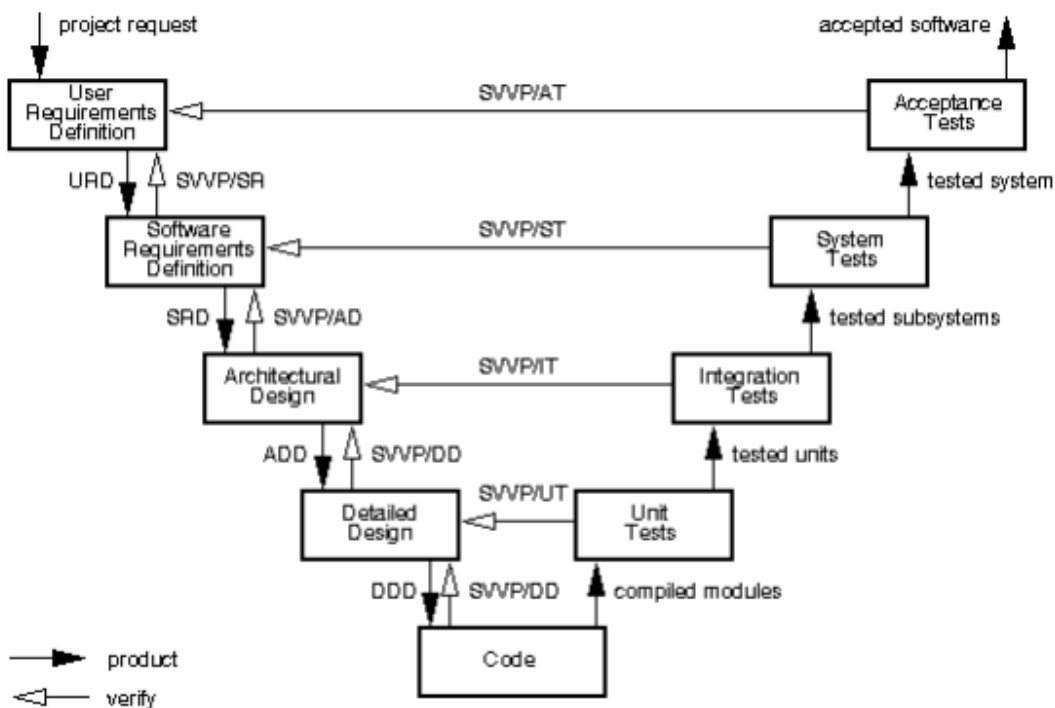 project request
accepted software
User
Requirements
Definition
SVVP/AT
Acceptance
Tests
URD
SVVP/SR
tested system
Software
Requirements
Definition
SVVP/ST
System
Tests
SRD
SVVP/AD
tested subsystems
Architectural
Design
SVVP/IT
Integration
Tests
ADD
SVVP/DD
tested units
Detailed
Design
SVVP/UT
Unit
Tests
DDD
SVVP/DD
compiled modules
Code
product
verify